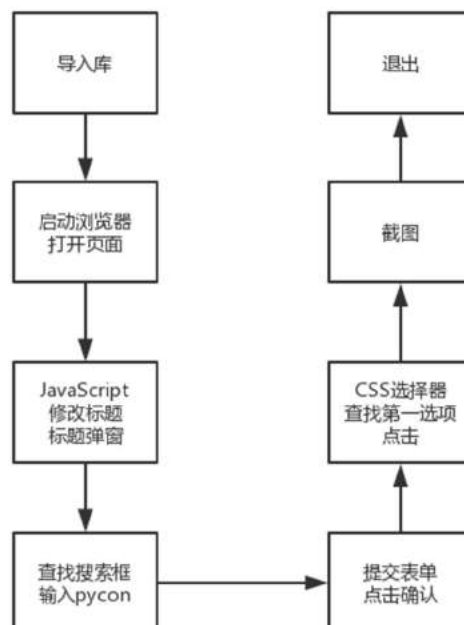 导入库
启动浏览器
打开页面
JavaScript
修改标题
标题弹窗
查找搜索框
输入pycon
提交表单
点击确认
CSS选择器
查找第一选项
点击
截图
退出